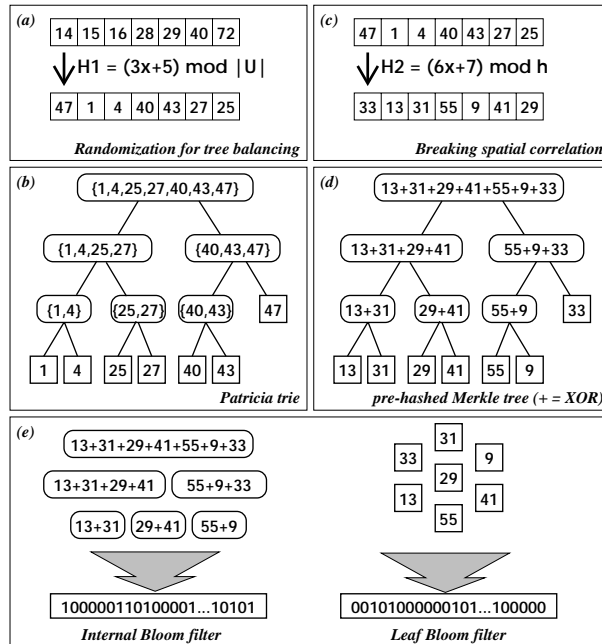 (a)
14 15 16 28 29 40 72
H1 = (3x+5) mod |U|
47 1 4 40 43 27 25
Randomization for tree balancing
(c)
47 1 4 40 43 27 25
H2 = (6x+7) mod h
33 13 31 55 9 41 29
Breaking spatial correlation
(b)
{1,4,25,27,40,43,47}
{1,4,25,27} {40,43,47}
{1,4} {25,27} {40,43} 47
1 4 25 27 40 43
Patricia trie
(d)
13+31+29+41+55+9+33
13+31+29+41 55+9+33
13+31 29+41 55+9 33
13 31 29 41 55 9
pre-hashed Merkle tree (+ = XOR)
(e)
13+31+29+41+55+9+33
13+31+29+41 55+9+33
13+31 29+41 55+9
100000110100001...10101
Internal Bloom filter
31
33 9
29
13 41
55
00101000000101...100000
Leaf Bloom filter